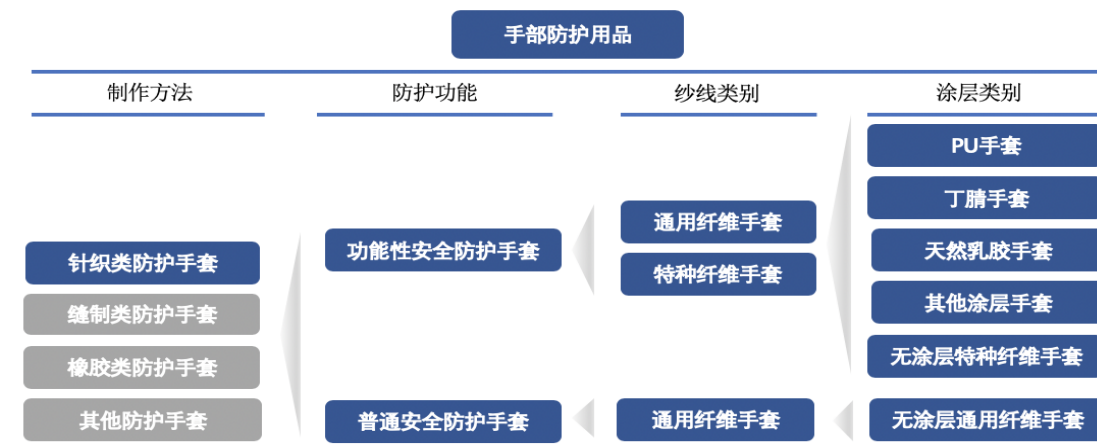 手部防护用品
制作方法
防护功能
纱线类别
涂层类别
PU手套
丁腈手套
通用纤维手套
功能性安全防护手套
天然乳胶手套
针织类防护手套
特种纤维手套
其他涂层手套
缝制类防护手套
无涂层特种纤维手套
橡胶类防护手套
其他防护手套
普通安全防护手套
通用纤维手套
无涂层通用纤维手套